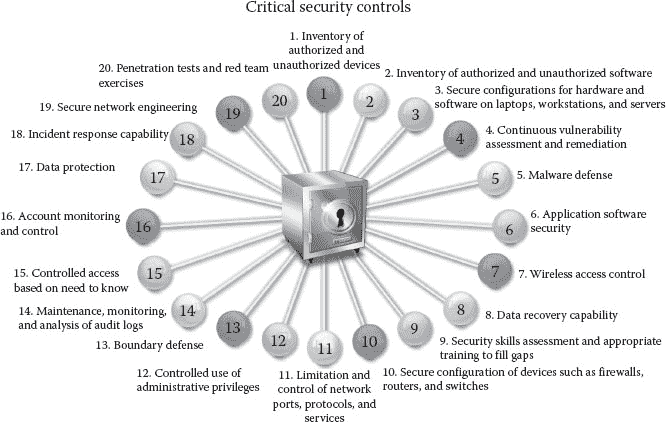 Critical security controls
1. Inventory of
authorized and
unauthorized devices
2. Inventory of authorized and unauthorized software
3. Secure configurations for hardware and
software on laptops, workstations, and servers
4. Continuous vulnerability
assessment and remediation
5. Malware defense
6. Application software
security
7. Wireless access control
8. Data recovery capability
9. Security skills assessment and appropriate
training to fill gaps
10. Secure configuration of devices such as firewalls,
routers, and switches
11. Limitation and
control of network
ports, protocols, and
services
12. Controlled use of
administrative privileges
13. Boundary defense
14. Maintenance, monitoring,
and analysis of audit logs
15. Controlled access
based on need to know
16. Account monitoring
and control
17. Data protection
18. Incident response capability
19. Secure network engineering
20. Penetration tests and red team
exercises
1
2
3
4
5
6
7
8
9
10
11
12
13
14
15
16
17
18
19
20